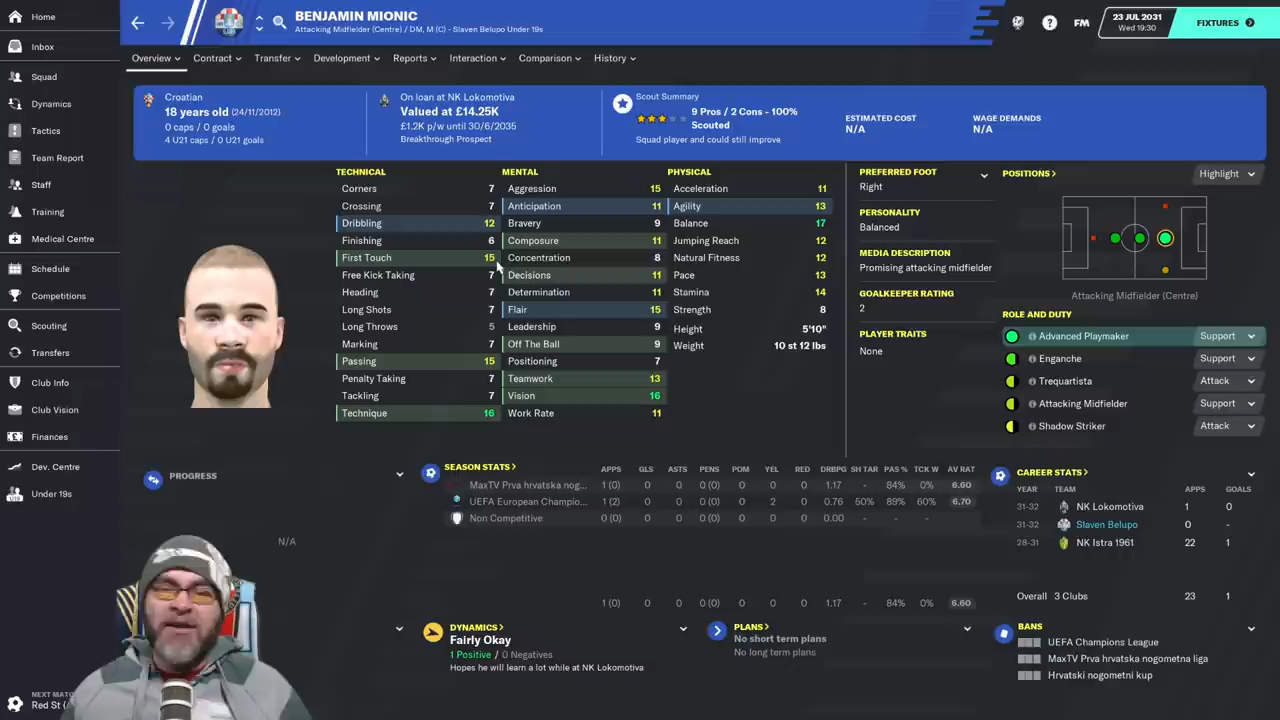 Home
Inbox
Squad
Dynamics
Tactics
Team Report
Staff
Training
Medical Centre
Schedule
Competitions
Scouting
Transfers
Club Info
Club Vision
Finances
Dev. Centre
Under 19s
NEXT MATC
Red St (
BENJAMIN MIONIC
Attacking Midfielder (Centre) / DM, M (C) - Slaven Belupo Under 19s
FM
23 JUL 2031
Wed 19:30
FIXTURES
Overview Contract Transfer Development Reports Interaction Comparison History
Croatian
18 years old (24/11/2012)
0 caps / 0 goals
4 U21 caps / 0 U21 goals
On loan at NK Lokomotiva
Valued at £14.25K
£1.2K p/w until 30/6/2035
Breakthrough Prospect
Scout Summary
9 Pros / 2 Cons - 100%
Scouted
Squad player and could still improve
ESTIMATED COST
N/A
WAGE DEMANDS
N/A
TECHNICAL
Corners 7
Crossing 7
Dribbling 12
Finishing 6
First Touch 15
Free Kick Taking 7
Heading 7
Long Shots 7
Long Throws 5
Marking 7
Passing 15
Penalty Taking 7
Tackling 7
Technique 16
MENTAL
Aggression 15
Anticipation 11
Bravery 9
Composure 11
Concentration 8
Decisions 11
Determination 11
Flair 15
Leadership 9
Off The Ball 9
Positioning 7
Teamwork 13
Vision 16
Work Rate 11
PHYSICAL
Acceleration 11
Agility 13
Balance 17
Jumping Reach 12
Natural Fitness 12
Pace 13
Stamina 14
Strength 8
Height 5'10"
Weight 10 st 12 lbs
PREFERRED FOOT
Right
PERSONALITY
Balanced
MEDIA DESCRIPTION
Promising attacking midfielder
GOALKEEPER RATING
2
PLAYER TRAITS
None
POSITIONS
Highlight
Attacking Midfielder (Centre)
ROLE AND DUTY
Advanced Playmaker Support
Enganche Support
Trequartista Attack
Attacking Midfielder Support
Shadow Striker Attack
PROGRESS
N/A
SEASON STATS APPS GLS ASTS PENS POM YEL RED DRBPG SH TAR PAS % TCK W AV RAT
MaxTV Prva hrvatska nog... 1 (0) 0 0 0 (0) 0 0 0 1.17 - 84% 0% 6.60
UEFA European Champio... 1 (2) 0 0 0 (0) 0 2 0 0.76 50% 89% 60% 6.70
Non Competitive 0 (0) 0 0 0 (0) 0 0 0 0.00 - - - -
1 (0) 0 0 0 (0) 0 0 0 1.17 - 84% 0% 6.60
CAREER STATS
YEAR TEAM APPS GOALS
31-32 NK Lokomotiva 1 0
31-32 Slaven Belupo 0 -
28-31 NK Istra 1961 22 1
Overall 3 Clubs 23 1
DYNAMICS
Fairly Okay
1 Positive / 0 Negatives
Hopes he will learn a lot while at NK Lokomotiva
PLANS
No short term plans
No long term plans
BANS
UEFA Champions League
MaxTV Prva hrvatska nogometna liga
Hrvatski nogometni kup